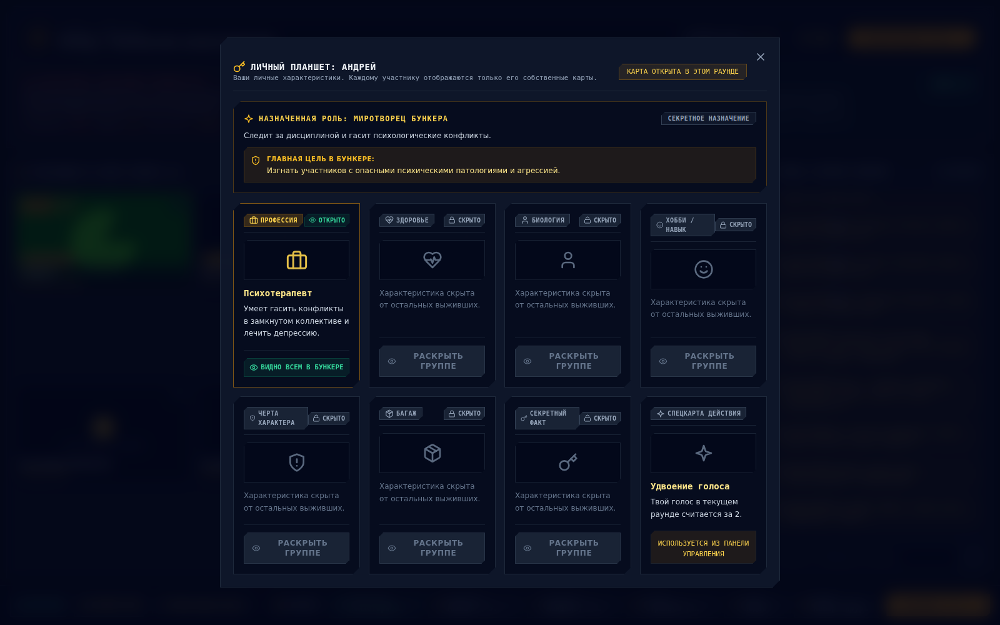 ЛИЧНЫЙ ПЛАНШЕТ: АНДРЕЙ
Ваши личные характеристики. Каждому участнику отображаются только его собственные карты.
КАРТА ОТКРЫТА В ЭТОМ РАУНДЕ
НАЗНАЧЕННАЯ РОЛЬ: МИРОТВОРЕЦ БУНКЕРА
СЕКРЕТНОЕ НАЗНАЧЕНИЕ
Следит за дисциплиной и гасит психологические конфликты.
ГЛАВНАЯ ЦЕЛЬ В БУНКЕРЕ:
Изгнать участников с опасными психическими патологиями и агрессией.
ПРОФЕССИЯ
ОТКРЫТО
Психотерапевт
Умеет гасить конфликты
в замкнутом коллективе и
лечить депрессию.
ВИДНО ВСЕМ В БУНКЕРЕ
ЗДОРОВЬЕ
СКРЫТО
Характеристика скрыта
от остальных выживших.
РАСКРЫТЬ
ГРУППЕ
БИОЛОГИЯ
СКРЫТО
Характеристика скрыта
от остальных выживших.
РАСКРЫТЬ
ГРУППЕ
ХОББИ /
НАВЫК
СКРЫТО
Характеристика скрыта
от остальных выживших.
РАСКРЫТЬ
ГРУППЕ
ЧЕРТА
ХАРАКТЕРА
СКРЫТО
Характеристика скрыта
от остальных выживших.
РАСКРЫТЬ
ГРУППЕ
БАГАЖ
СКРЫТО
Характеристика скрыта
от остальных выживших.
РАСКРЫТЬ
ГРУППЕ
СЕКРЕТНЫЙ
ФАКТ
СКРЫТО
Характеристика скрыта
от остальных выживших.
РАСКРЫТЬ
ГРУППЕ
СПЕЦКАРТА ДЕЙСТВИЯ
Удвоение голоса
Твой голос в текущем
раунде считается за 2.
ИСПОЛЬЗУЕТСЯ ИЗ ПАНЕЛИ
УПРАВЛЕНИЯ